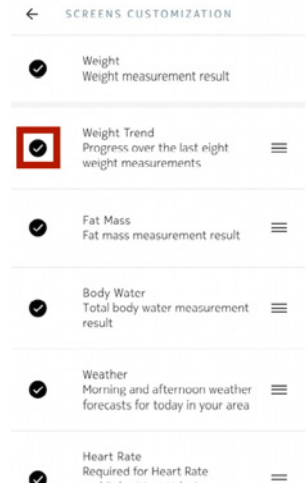 SCREENS CUSTOMIZATION
Weight
Weight measurement result
Weight Trend
Progress over the last eight
weight measurements
Fat Mass
Fat mass measurement result
Body Water
Total body water measurement
result
Weather
Morning and afternoon weather
forecasts for today in your area
Heart Rate
Required for Heart Rate